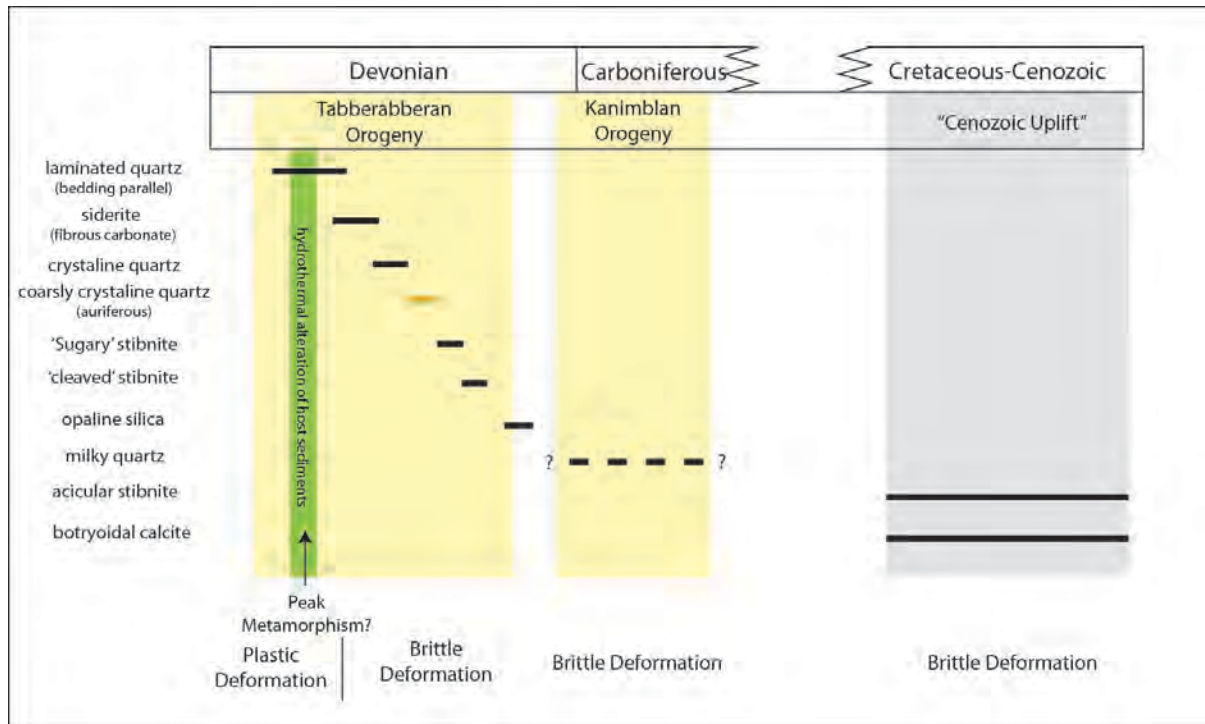 Devonian
Carboniferous
Cretaceous-Cenozoic
Tabberabberan
Orogeny
Kanimblan
Orogeny
"Cenozoic Uplift"
laminated quartz
(bedding parallel)
siderite
(fibrous carbonate)
crystaline quartz
coarsly crystaline quartz
(auriferous)
'Sugary' stibnite
'cleaved' stibnite
opaline silica
milky quartz
? ?
acicular stibnite
botryoidal calcite
hydrothermal alteration of host sediments
Peak
Metamorphism?
Plastic
Deformation
Brittle
Deformation
Brittle Deformation
Brittle Deformation